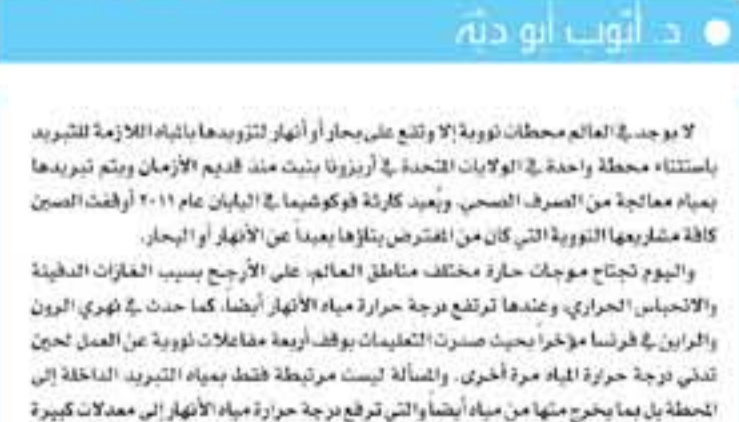 د. أيوب أبو ديّة
لا يوجد في العالم محطات نووية إلا وتقع على بحار أو أنهار لتزويدها بالمياه اللازمة للتبريد
باستثناء محطة واحدة في الولايات المتحدة في أريزونا بنيت منذ قديم الأزمان ويتم تبريدها
بمياه معالجة من الصرف الصحي. وبُعيد كارثة فوكوشيما في اليابان عام ٢٠١١ أوقفت الصين
كافة مشاريعها النووية التي كان من المفترض بناؤها بعيداً عن الأنهار أو البحار.
واليوم تجتاح موجات حارة مختلف مناطق العالم، على الأرجح بسبب الغازات الدفيئة
والانحباس الحراري، وعندها ترتفع درجة حرارة مياه الأنهار أيضا، كما حدث في نهري الرون
والراين في فرنسا مؤخراً بحيث صدرت التعليمات بوقف أربعة مفاعلات نووية عن العمل لحين
تدني درجة حرارة المياه مرة أخرى. والمسألة ليست مرتبطة فقط بمياه التبريد الداخلة إلى
المحطة بل بما يخرج منها من مياه أيضاً والتي ترفع درجة حرارة مياه الأنهار إلى معدلات كبيرة